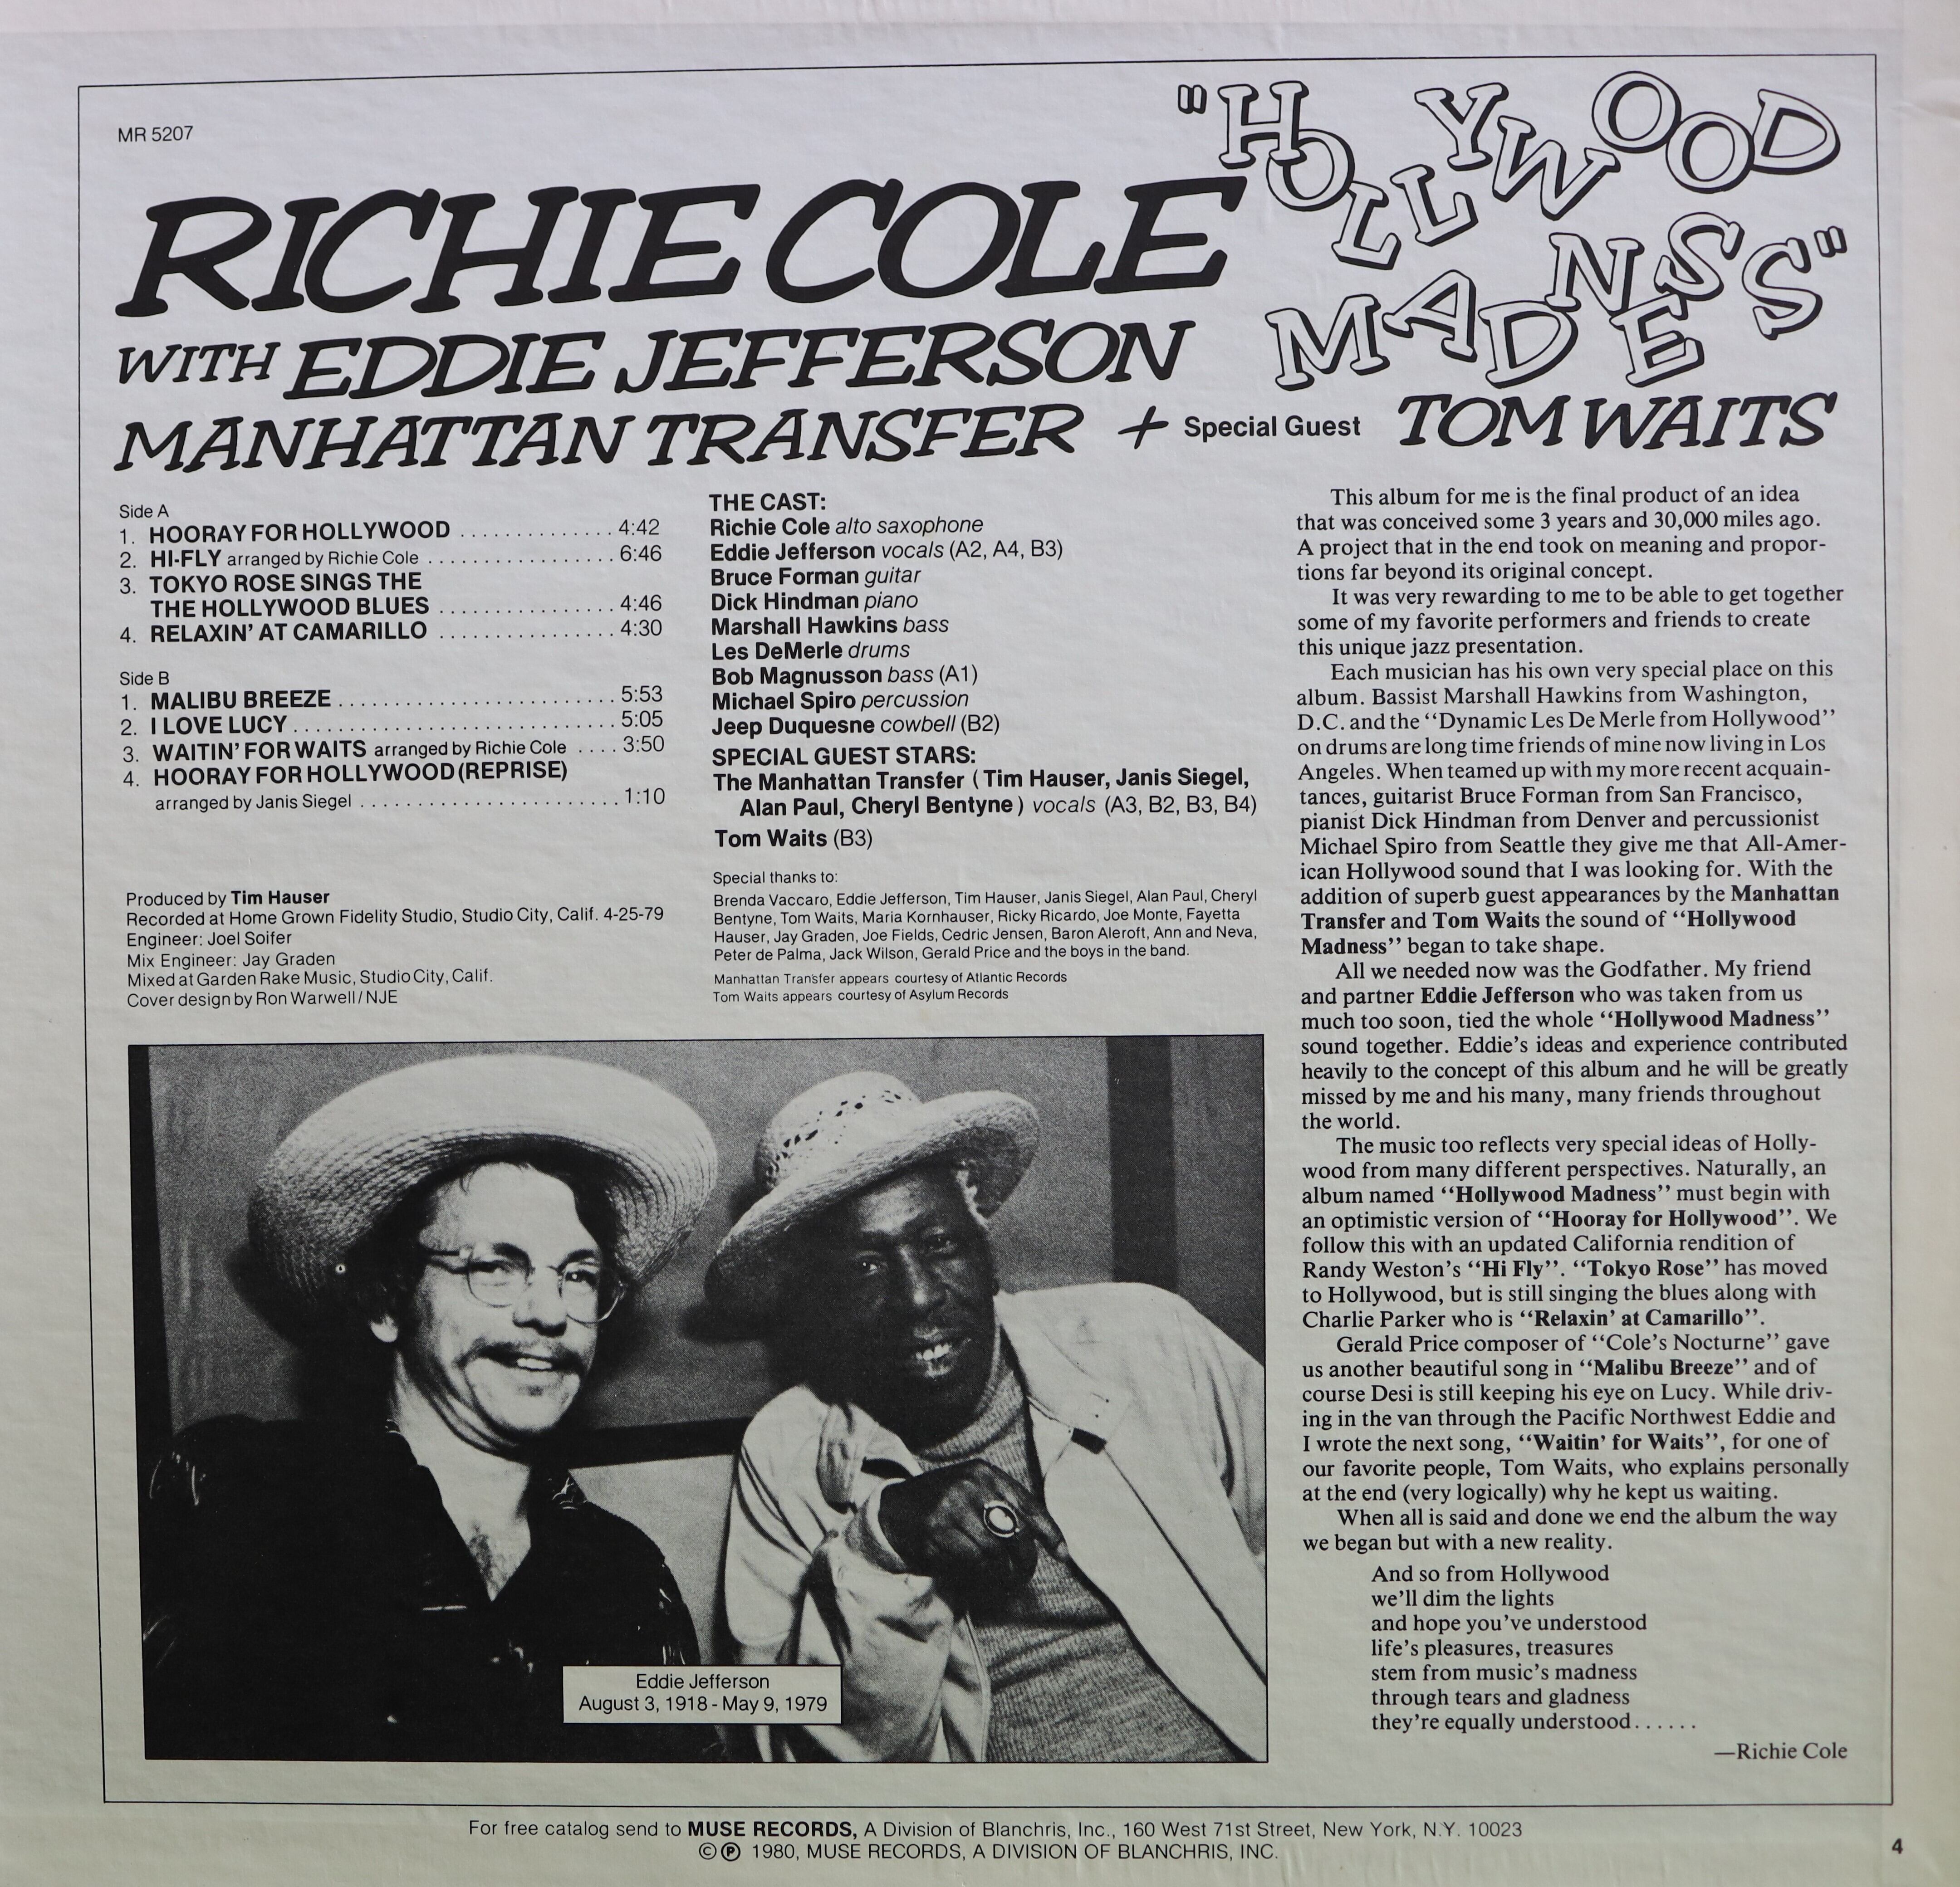 MR 5207
"HOLLYWOOD
MADNESS"
RICHIE COLE
WITH EDDIE JEFFERSON
MANHATTAN TRANSFER + Special Guest TOM WAITS
Side A
1. HOORAY FOR HOLLYWOOD . . . . . . . . . . . . . 4:42
2. HI-FLY arranged by Richie Cole . . . . . . . . . . . . . . . . 6:46
3. TOKYO ROSE SINGS THE
THE HOLLYWOOD BLUES . . . . . . . . . . . . . . . 4:46
4. RELAXIN' AT CAMARILLO . . . . . . . . . . . . . . . 4:30
Side B
1. MALIBU BREEZE . . . . . . . . . . . . . . . . . . . . . . . . 5:53
2. I LOVE LUCY . . . . . . . . . . . . . . . . . . . . . . . . . . . . 5:05
3. WAITIN' FOR WAITS arranged by Richie Cole . . . . 3:50
4. HOORAY FOR HOLLYWOOD (REPRISE)
arranged by Janis Siegel . . . . . . . . . . . . . . . . . . . . . . . 1:10
Produced by Tim Hauser
Recorded at Home Grown Fidelity Studio, Studio City, Calif. 4-25-79
Engineer: Joel Soifer
Mix Engineer: Jay Graden
Mixed at Garden Rake Music, Studio City, Calif.
Cover design by Ron Warwell/NJE
THE CAST:
Richie Cole alto saxophone
Eddie Jefferson vocals (A2, A4, B3)
Bruce Forman guitar
Dick Hindman piano
Marshall Hawkins bass
Les DeMerle drums
Bob Magnusson bass (A1)
Michael Spiro percussion
Jeep Duquesne cowbell (B2)
SPECIAL GUEST STARS:
The Manhattan Transfer (Tim Hauser, Janis Siegel,
Alan Paul, Cheryl Bentyne) vocals (A3, B2, B3, B4)
Tom Waits (B3)
Special thanks to:
Brenda Vaccaro, Eddie Jefferson, Tim Hauser, Janis Siegel, Alan Paul, Cheryl
Bentyne, Tom Waits, Maria Kornhauser, Ricky Ricardo, Joe Monte, Fayetta
Hauser, Jay Graden, Joe Fields, Cedric Jensen, Baron Aleroft, Ann and Neva,
Peter de Palma, Jack Wilson, Gerald Price and the boys in the band.
Manhattan Transfer appears courtesy of Atlantic Records
Tom Waits appears courtesy of Asylum Records
This album for me is the final product of an idea
that was conceived some 3 years and 30,000 miles ago.
A project that in the end took on meaning and propor-
tions far beyond its original concept.
It was very rewarding to me to be able to get together
some of my favorite performers and friends to create
this unique jazz presentation.
Each musician has his own very special place on this
album. Bassist Marshall Hawkins from Washington,
D.C. and the "Dynamic Les De Merle from Hollywood"
on drums are long time friends of mine now living in Los
Angeles. When teamed up with my more recent acquain-
tances, guitarist Bruce Forman from San Francisco,
pianist Dick Hindman from Denver and percussionist
Michael Spiro from Seattle they give me that All-Amer-
ican Hollywood sound that I was looking for. With the
addition of superb guest appearances by the Manhattan
Transfer and Tom Waits the sound of "Hollywood
Madness" began to take shape.
All we needed now was the Godfather. My friend
and partner Eddie Jefferson who was taken from us
much too soon, tied the whole "Hollywood Madness"
sound together. Eddie's ideas and experience contributed
heavily to the concept of this album and he will be greatly
missed by me and his many, many friends throughout
the world.
The music too reflects very special ideas of Holly-
wood from many different perspectives. Naturally, an
album named "Hollywood Madness" must begin with
an optimistic version of "Hooray for Hollywood". We
follow this with an updated California rendition of
Randy Weston's "Hi Fly". "Tokyo Rose" has moved
to Hollywood, but is still singing the blues along with
Charlie Parker who is "Relaxin' at Camarillo".
Gerald Price composer of "Cole's Nocturne" gave
us another beautiful song in "Malibu Breeze" and of
course Desi is still keeping his eye on Lucy. While driv-
ing in the van through the Pacific Northwest Eddie and
I wrote the next song, "Waitin' for Waits", for one of
our favorite people, Tom Waits, who explains personally
at the end (very logically) why he kept us waiting.
When all is said and done we end the album the way
we began but with a new reality.
And so from Hollywood
we'll dim the lights
and hope you've understood
life's pleasures, treasures
stem from music's madness
through tears and gladness
they're equally understood . . . . . .
—Richie Cole
Eddie Jefferson
August 3, 1918 - May 9, 1979
For free catalog send to MUSE RECORDS, A Division of Blanchris, Inc., 160 West 71st Street, New York, N.Y. 10023
© ℗ 1980, MUSE RECORDS, A DIVISION OF BLANCHRIS, INC.
4